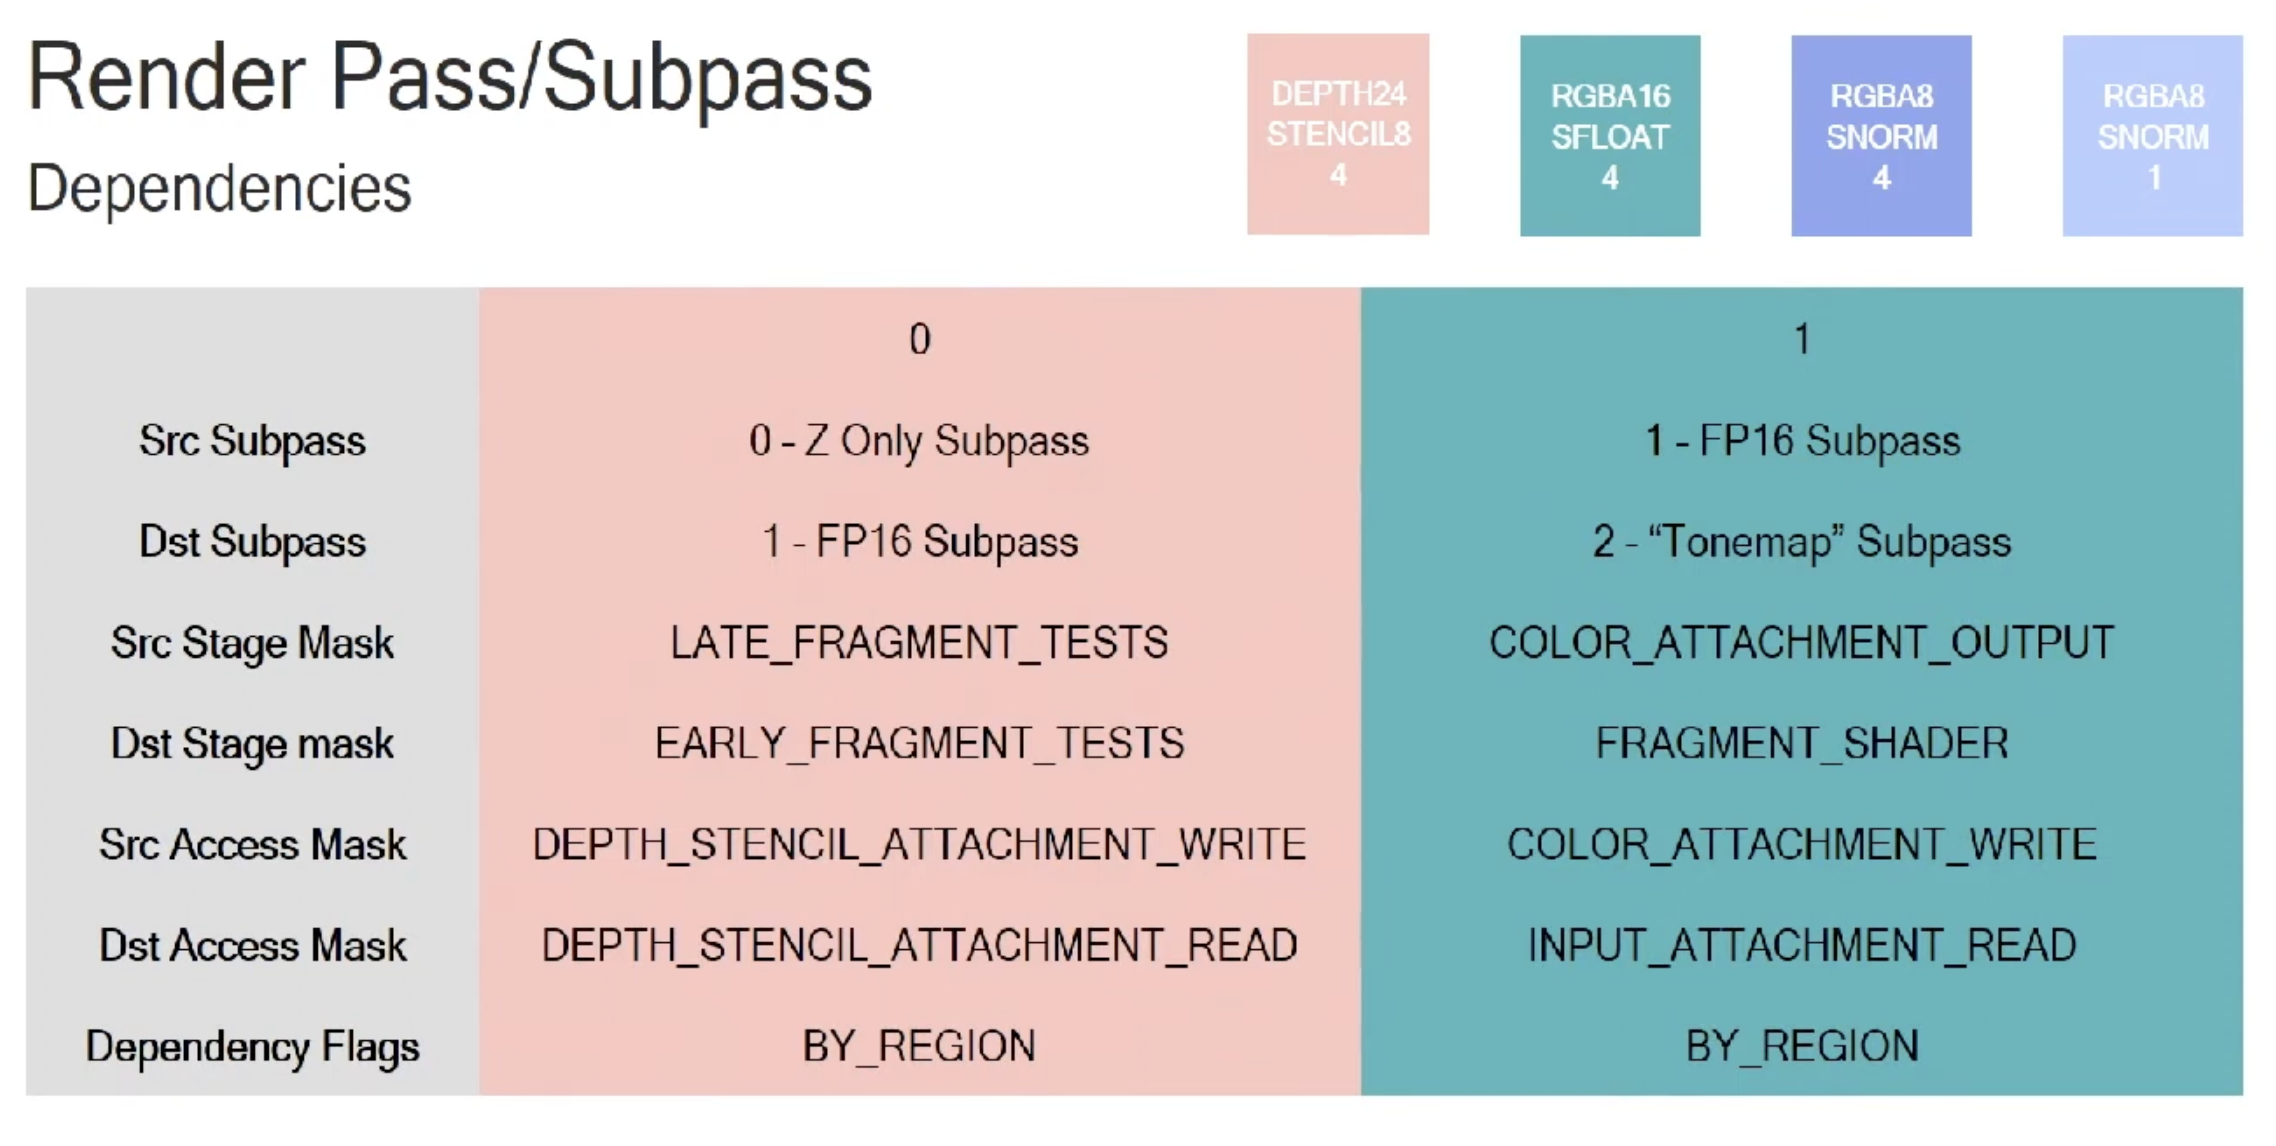 Render Pass/Subpass
Dependencies
DEPTH24
STENCIL8
4
RGBA16
SFLOAT
4
RGBA8
SNORM
4
RGBA8
SNORM
1
0 1
Src Subpass 0 - Z Only Subpass 1 - FP16 Subpass
Dst Subpass 1 - FP16 Subpass 2 - “Tonemap” Subpass
Src Stage Mask LATE_FRAGMENT_TESTS COLOR_ATTACHMENT_OUTPUT
Dst Stage mask EARLY_FRAGMENT_TESTS FRAGMENT_SHADER
Src Access Mask DEPTH_STENCIL_ATTACHMENT_WRITE COLOR_ATTACHMENT_WRITE
Dst Access Mask DEPTH_STENCIL_ATTACHMENT_READ INPUT_ATTACHMENT_READ
Dependency Flags BY_REGION BY_REGION